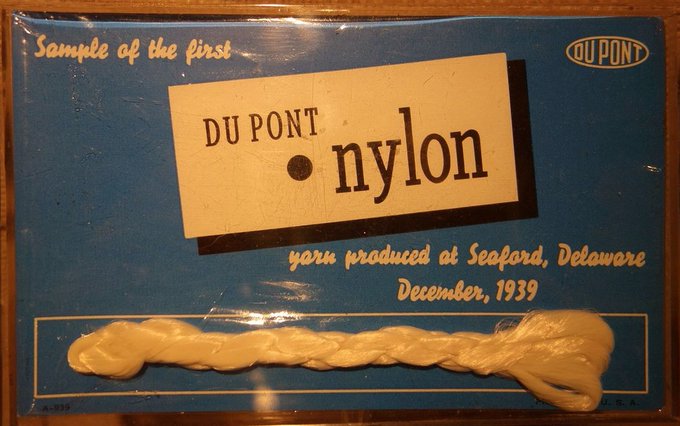 Sample of the first
DU PONT
DU PONT
nylon
yarn produced at Seaford, Delaware
December, 1939
A-939
U. S. A.